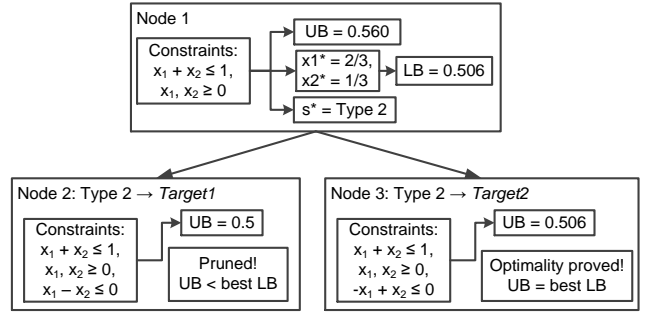 Node 1
Constraints:
x₁ + x₂ ≤ 1,
x₁, x₂ ≥ 0
UB = 0.560
x1* = 2/3,
x2* = 1/3
LB = 0.506
s* = Type 2
Node 2: Type 2 → Target1
Constraints:
x₁ + x₂ ≤ 1,
x₁, x₂ ≥ 0,
x₁ – x₂ ≤ 0
UB = 0.5
Pruned!
UB < best LB
Node 3: Type 2 → Target2
Constraints:
x₁ + x₂ ≤ 1,
x₁, x₂ ≥ 0,
-x₁ + x₂ ≤ 0
UB = 0.506
Optimality proved!
UB = best LB